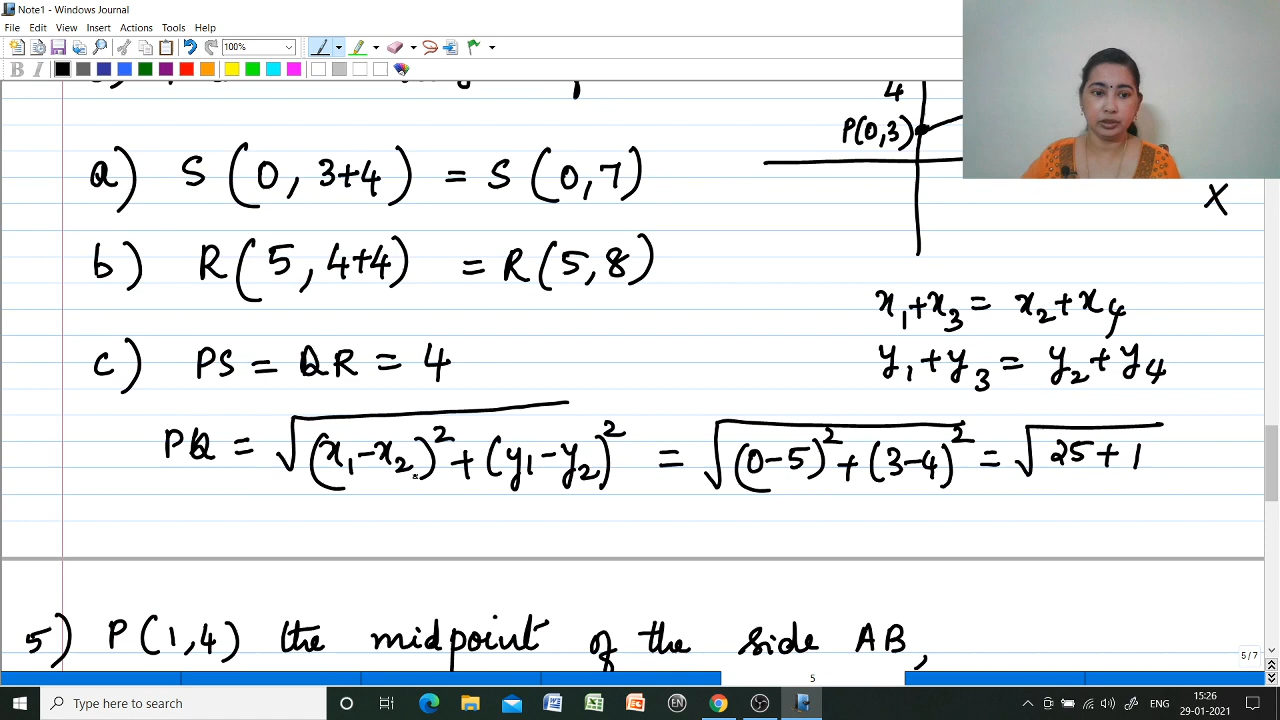 Note1 - Windows Journal
File Edit View Insert Actions Tools Help
100%
B I
4
P(0,3)
a) S (0, 3+4) = S (0,7)
X
b) R (5, 4+4) = R (5,8)
x₁+x₃ = x₂+x₄
c) PS = QR = 4
y₁+y₃ = y₂+y₄
PQ = √(x₁-x₂)²+(y₁-y₂)² = √(0-5)²+(3-4)² = √25+1
5) P(1,4) the midpoint of the side AB,
5 / 7
5
Type here to search
EN
ENG
15:26
29-01-2021